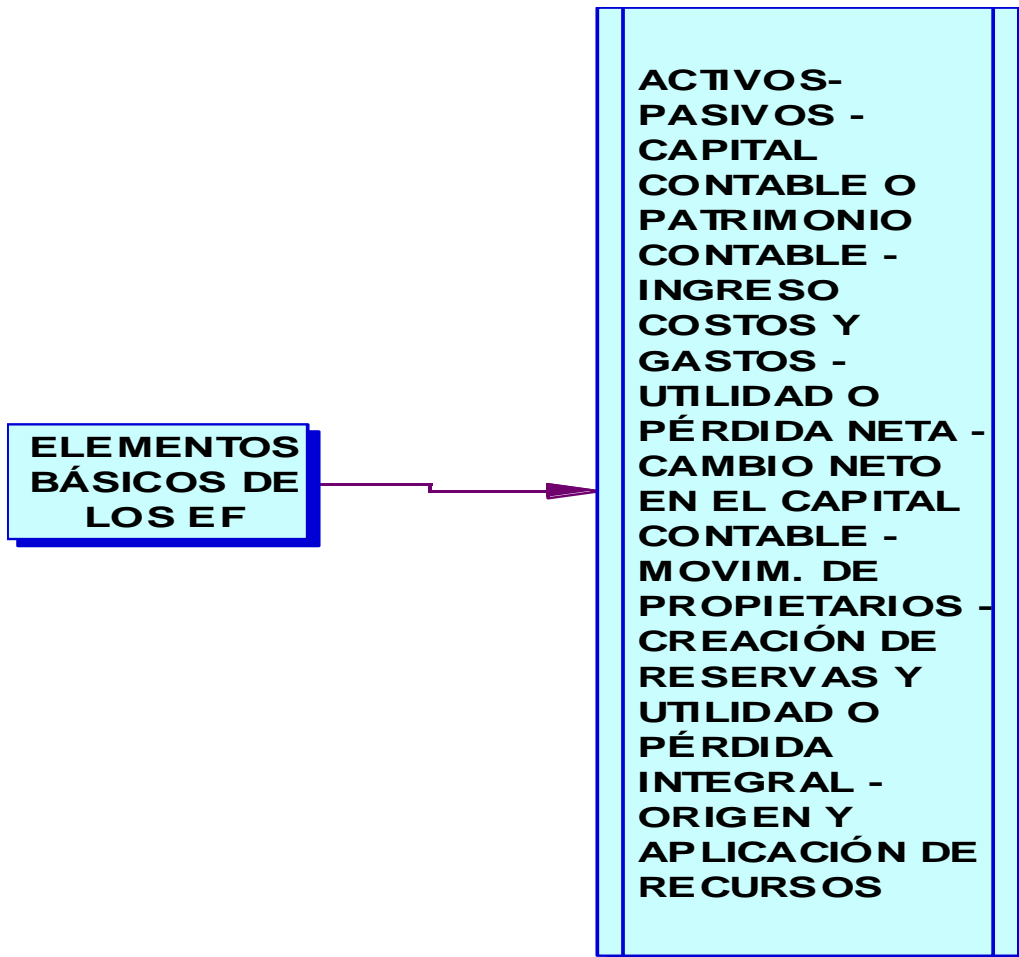 ELEMENTOS
BÁSICOS DE
LOS EF
ACTIVOS-
PASIVOS -
CAPITAL
CONTABLE O
PATRIMONIO
CONTABLE -
INGRESO
COSTOS Y
GASTOS -
UTILIDAD O
PÉRDIDA NETA -
CAMBIO NETO
EN EL CAPITAL
CONTABLE -
MOVIM. DE
PROPIETARIOS -
CREACIÓN DE
RESERVAS Y
UTILIDAD O
PÉRDIDA
INTEGRAL -
ORIGEN Y
APLICACIÓN DE
RECURSOS